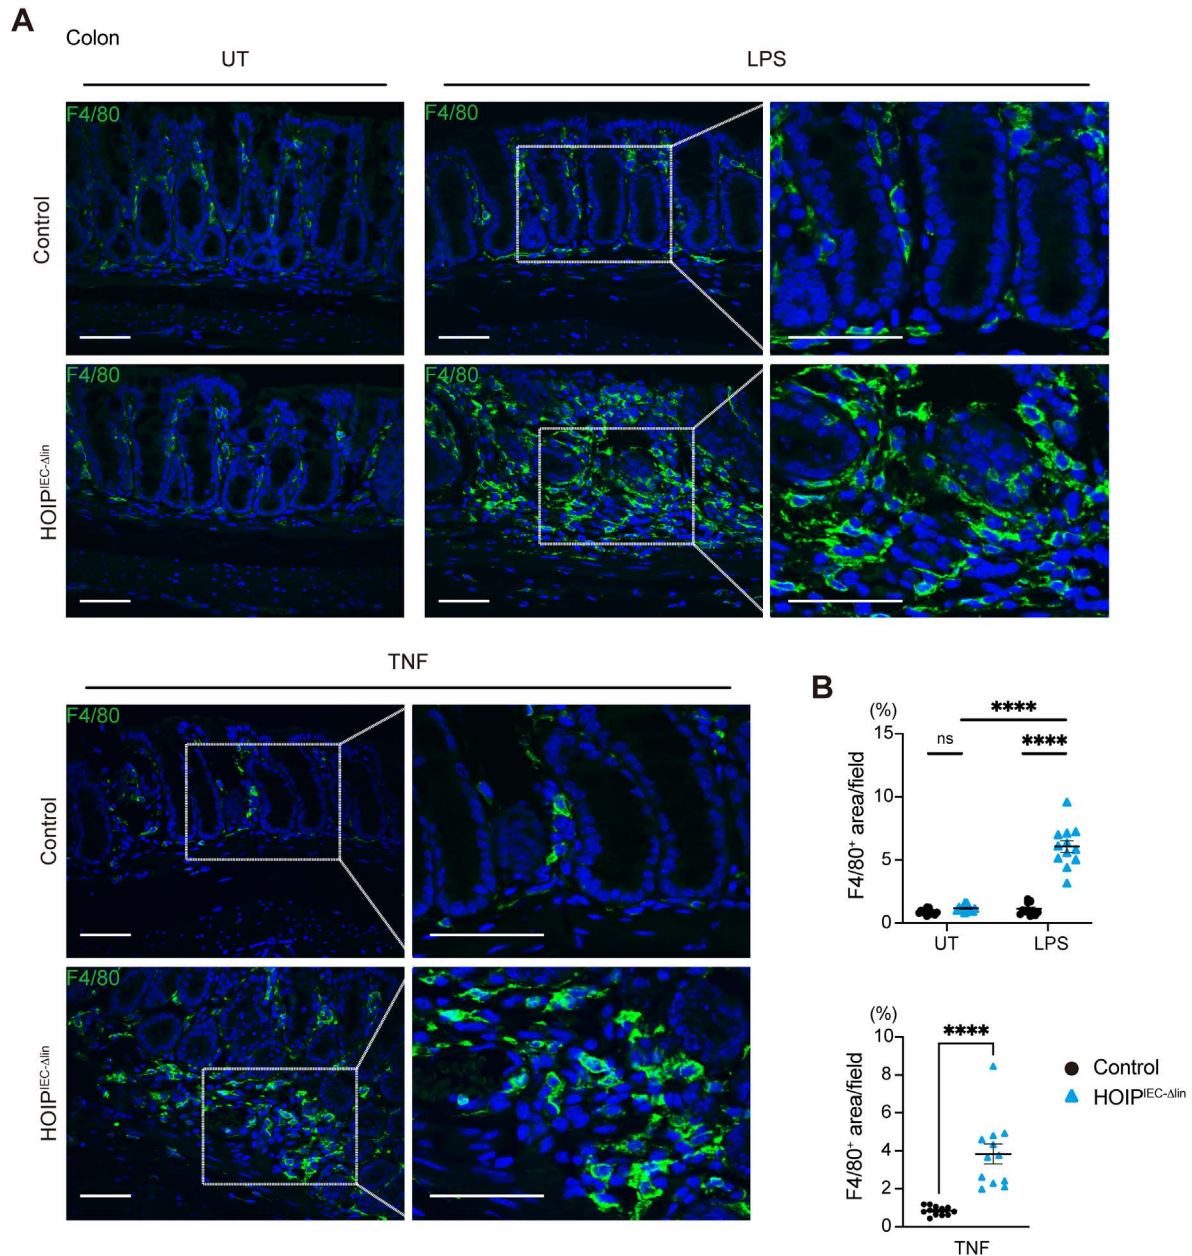 A
Colon
UT
LPS
F4/80
F4/80
Control
F4/80
F4/80
HOIPIEC-Δlin
TNF
F4/80
Control
F4/80
HOIPIEC-Δlin
B
(%)
****
15
ns
****
10
5
0
F4/80+ area/field
UT
LPS
(%)
10
****
8
6
4
2
0
F4/80+ area/field
TNF
Control
HOIPIEC-Δlin